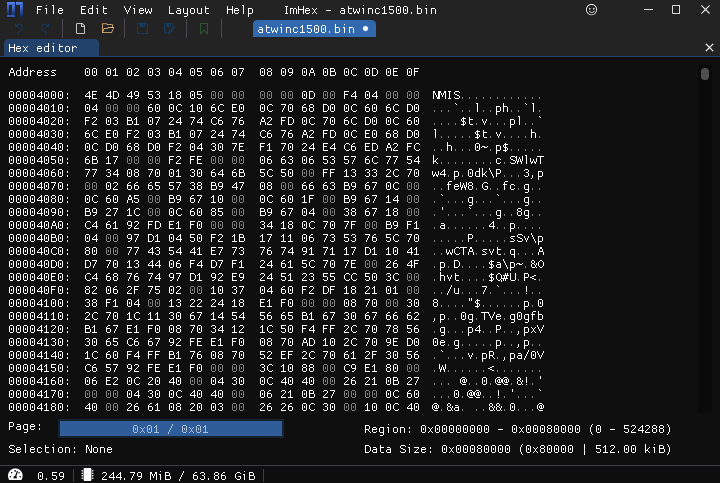 File Edit View Layout Help ImHex - atwinc1500.bin
atwinc1500.bin
Hex editor
Address 00 01 02 03 04 05 06 07 08 09 0A 0B 0C 0D 0E 0F
00004000: 4E 4D 49 53 18 05 00 00 00 00 0D 00 F4 04 00 00 NMIS............
00004010: 04 00 00 60 0C 10 6C E0 0C 70 68 D0 0C 60 6C D0 ...`..l..ph..`l.
00004020: F2 03 B1 07 24 74 C6 76 A2 FD 0C 70 6C D0 0C 60 ....$t.v...pl..`
00004030: 6C E0 F2 03 B1 07 24 74 C6 76 A2 FD 0C E0 68 D0 l.....$t.v....h.
00004040: 0C D0 68 D0 F2 04 30 7E F1 70 24 E4 C6 ED A2 FC ..h...0~.p$.....
00004050: 6B 17 00 00 F2 FE 00 00 06 63 06 53 57 6C 77 54 k........c.SWlwT
00004060: 77 34 08 70 01 30 64 6B 5C 50 00 FF 13 33 2C 70 w4.p.0dk\P...3,p
00004070: 00 02 66 65 57 38 B9 47 08 00 66 63 B9 67 0C 00 ..feW8.G..fc.g..
00004080: 0C 60 A5 00 B9 67 10 00 0C 60 1F 00 B9 67 14 00 .`...g...`...g..
00004090: B9 27 1C 00 0C 60 85 00 B9 67 04 00 38 67 18 00 .'...`...g..8g..
000040A0: C4 61 92 FD E1 F0 00 00 34 18 0C 70 7F 00 B9 F1 .a......4..p....
000040B0: 04 00 97 D1 04 50 F2 1B 17 11 06 73 53 76 5C 70 .....P.....sSv\p
000040C0: 80 00 77 43 54 41 E7 73 76 74 91 71 17 D1 10 41 ..wCTA.svt.q...A
000040D0: D7 70 13 44 06 F4 D7 F1 24 61 5C 70 7E 00 26 4F .p.D....$a\p~.&O
000040E0: C4 68 76 74 97 D1 92 E9 24 51 23 55 CC 50 3C 00 .hvt....$Q#U.P<.
000040F0: 82 06 2F 75 02 00 10 37 04 60 F2 DF 18 21 01 00 ../u...7.`...!..
00004100: 38 F1 04 00 13 22 24 18 E1 F0 00 00 08 70 00 30 8...."$......p.0
00004110: 2C 70 1C 11 30 67 14 54 56 65 B1 67 30 67 66 62 ,p..0g.TVe.g0gfb
00004120: B1 67 E1 F0 08 70 34 12 1C 50 F4 FF 2C 70 78 56 .g...p4..P..,pxV
00004130: 30 65 C6 67 92 FE E1 F0 08 70 AD 10 2C 70 9E D0 0e.g.....p..,p..
00004140: 1C 60 F4 FF B1 76 08 70 52 EF 2C 70 61 2F 30 56 .`...v.pR.,pa/0V
00004150: C6 57 92 FE E1 F0 00 00 3C 10 88 00 C9 E1 80 00 .W......<.......
00004160: 06 E2 0C 20 40 00 04 30 0C 40 40 00 26 21 0B 27 ... @..0.@@.&!.'
00004170: 00 00 04 30 0C 40 40 00 06 21 0B 27 00 00 0C 60 ...0.@@..!.'...`
00004180: 40 00 26 61 08 20 03 00 26 26 0C 30 00 10 0C 40 @.&a. ..&&.0...@
Page: 0x01 / 0x01 Region: 0x00000000 - 0x00080000 (0 - 524288)
Selection: None Data Size: 0x00080000 (0x80000 | 512.00 kiB)
0.59 244.79 MiB / 63.86 GiB